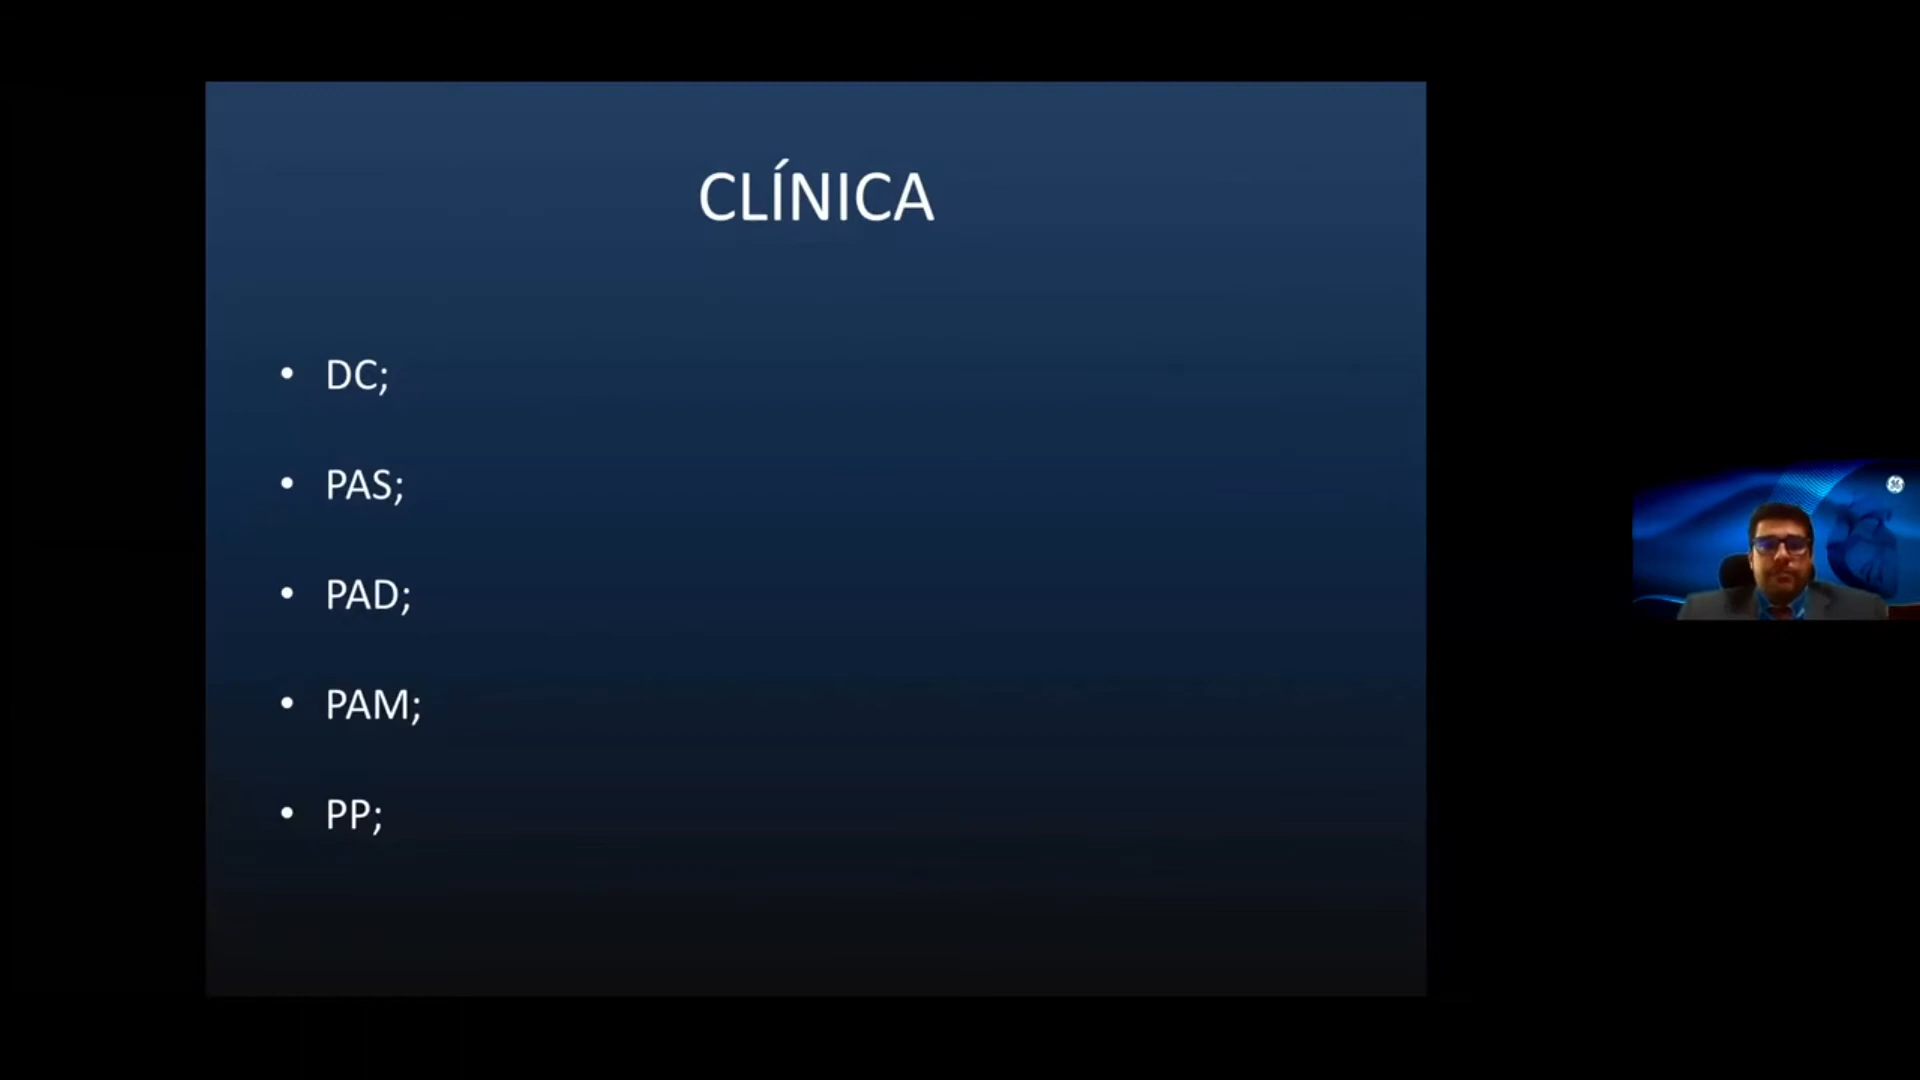 CLÍNICA
• DC;
• PAS;
• PAD;
• PAM;
• PP;